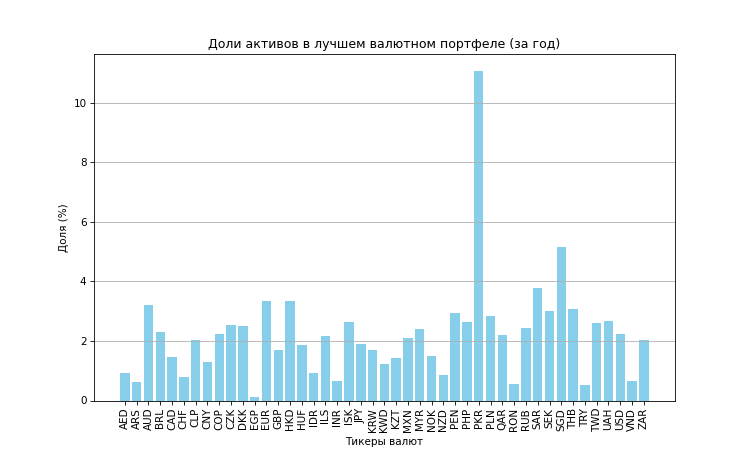 Доли активов в лучшем валютном портфеле (за год)
Доля (%)
10
8
6
4
2
0
AED ARS AUD BRL CAD CHF CLP CNY COP CZK DKK EGP EUR GBP HKD HUF IDR ILS INR ISK JPY KRW KWD KZT MXN MYR NOK NZD PEN PHP PKR PLN QAR RON RUB SAR SEK SGD THB TRY TWD UAH USD VND ZAR
Тикеры валют